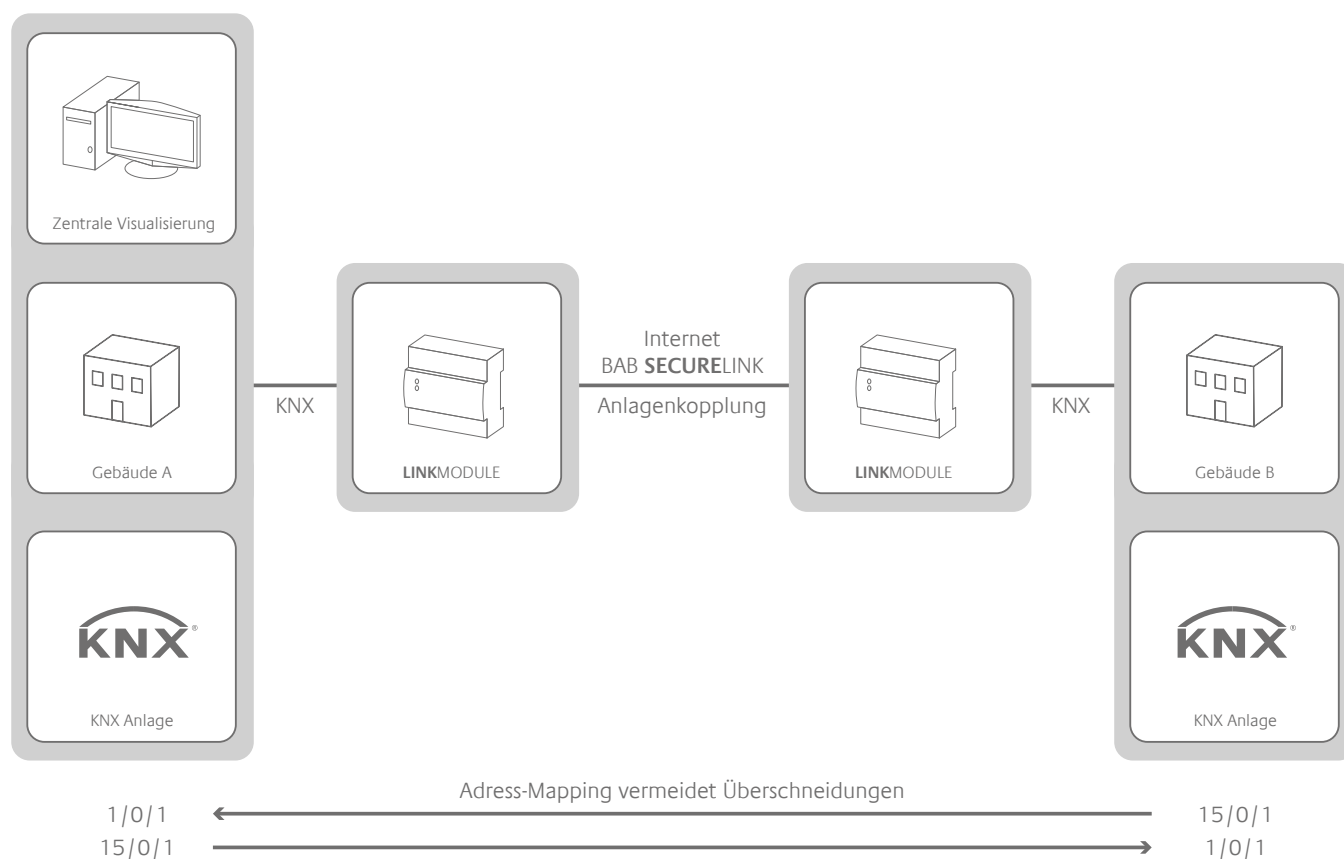 Zentrale Visualisierung
Gebäude A
KNX®
KNX Anlage
KNX
LINKMODULE
Internet
BAB SECURELINK
Anlagenkopplung
LINKMODULE
KNX
Gebäude B
KNX®
KNX Anlage
Adress-Mapping vermeidet Überschneidungen
1/0/1
15/0/1
15/0/1
1/0/1